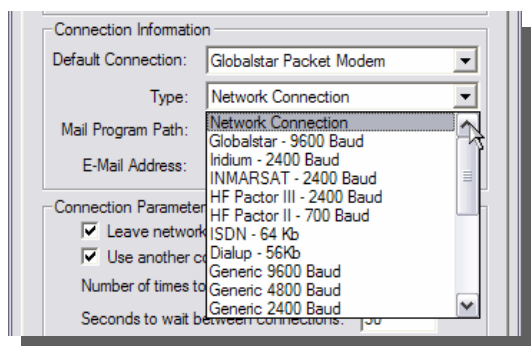 Connection Information
Default Connection: Globalstar Packet Modem
Type: Network Connection
Mail Program Path:
E-Mail Address:
Network Connection
Globalstar - 9600 Baud
Iridium - 2400 Baud
INMARSAT - 2400 Baud
HF Pactor III - 2400 Baud
HF Pactor II - 700 Baud
ISDN - 64 Kb
Dialup - 56Kb
Generic 9600 Baud
Generic 4800 Baud
Generic 2400 Baud
Connection Parameter
Leave network
Use another co
Number of times to
Seconds to wait between connections: